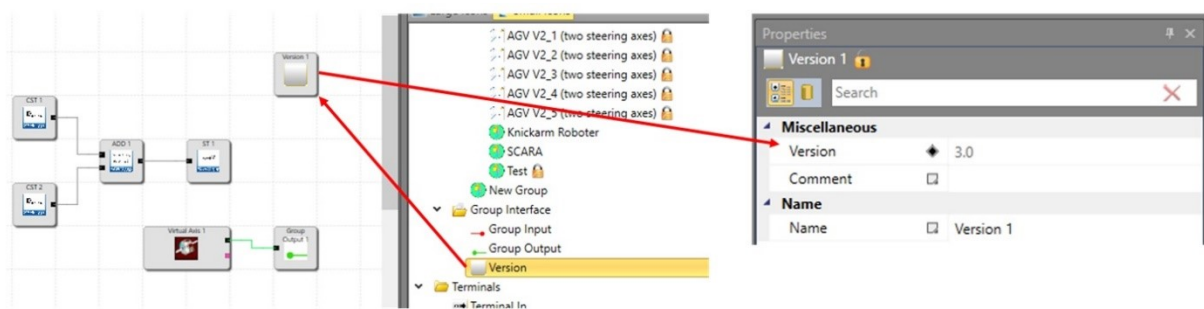 Version 1
CST 1
ADD 1
ST 1
CST 2
Virtual Axis 1
Group
Output 1
AGV V2_1 (two steering axes)
AGV V2_2 (two steering axes)
AGV V2_3 (two steering axes)
AGV V2_4 (two steering axes)
AGV V2_5 (two steering axes)
Knickarm Roboter
SCARA
Test
New Group
Group Interface
Group Input
Group Output
Version
Terminals
Terminal In
Properties
Version 1
Search
Miscellaneous
Version 3.0
Comment
Name
Name Version 1